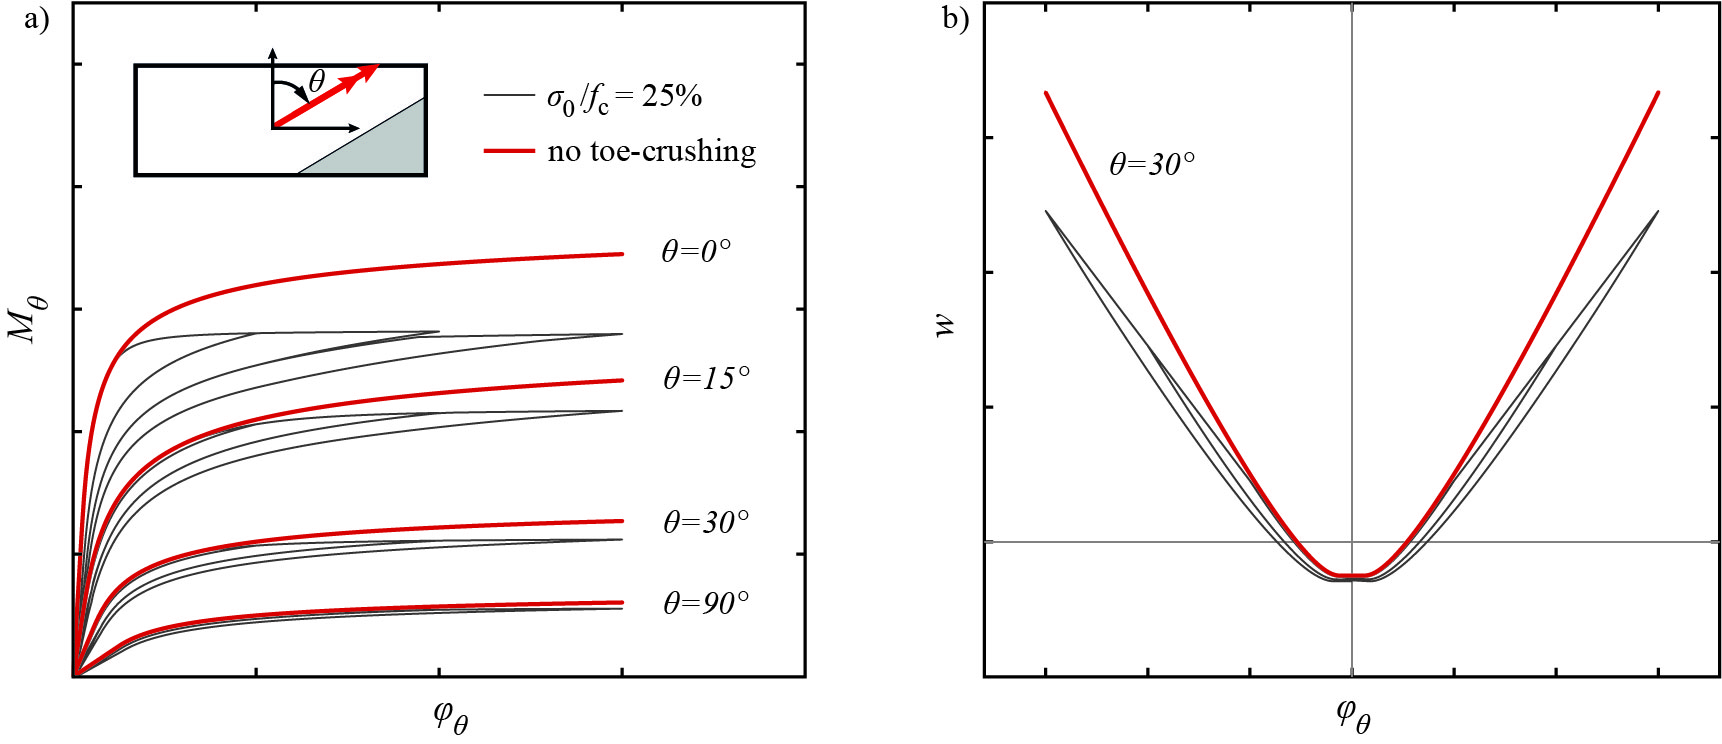 a)
θ
σ0/fc = 25%
no toe-crushing
θ=0°
θ=15°
θ=30°
θ=90°
Mθ
φθ
b)
θ=30°
w
φθ